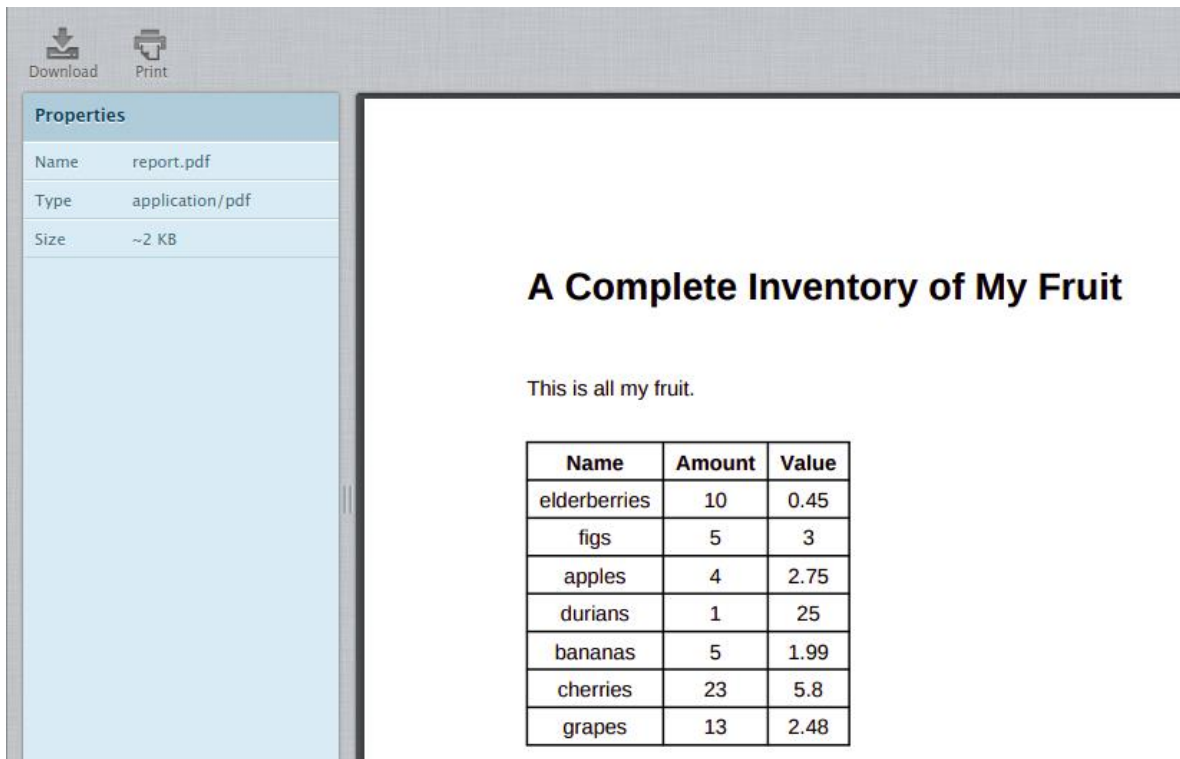 Download Print
Properties
Name report.pdf
Type application/pdf
Size ~2 KB
A Complete Inventory of My Fruit
This is all my fruit.
Name Amount Value
elderberries 10 0.45
figs 5 3
apples 4 2.75
durians 1 25
bananas 5 1.99
cherries 23 5.8
grapes 13 2.48